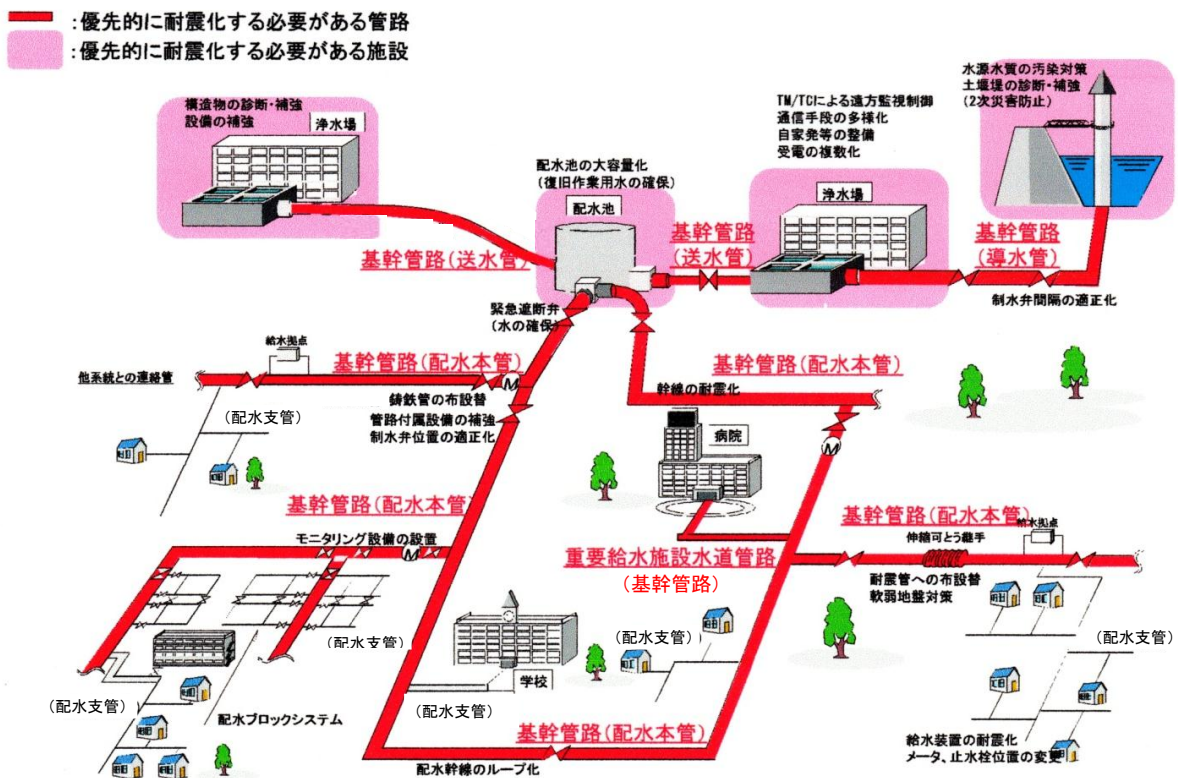 :優先的に耐震化する必要がある管路
:優先的に耐震化する必要がある施設
構造物の診断・補強
設備の補強
浄水場
配水池の大容量化
(復旧作業用水の確保)
配水池
TM/TCによる遠方監視制御
通信手段の多様化
自家発等の整備
受電の複数化
浄水場
水源水質の汚染対策
土堰堤の診断・補強
(2次災害防止)
基幹管路(送水管)
基幹管路
(送水管)
基幹管路
(導水管)
制水弁間隔の適正化
緊急遮断弁
(水の確保)
給水拠点
基幹管路(配水本管)
他系統との連絡管
M
(配水支管)
鋳鉄管の布設替
管路付属設備の補強
制水弁位置の適正化
基幹管路(配水本管)
幹線の耐震化
病院
M
基幹管路(配水本管)
モニタリング設備の設置
M
基幹管路(配水本管)
給水拠点
伸縮可とう継手
重要給水施設水道管路
(基幹管路)
耐震管への布設替
軟弱地盤対策
(配水支管)
(配水支管)
(配水支管)
学校
(配水支管)
(配水支管)
配水ブロックシステム
基幹管路(配水本管)
配水幹線のループ化
給水装置の耐震化
メータ、止水栓位置の変更